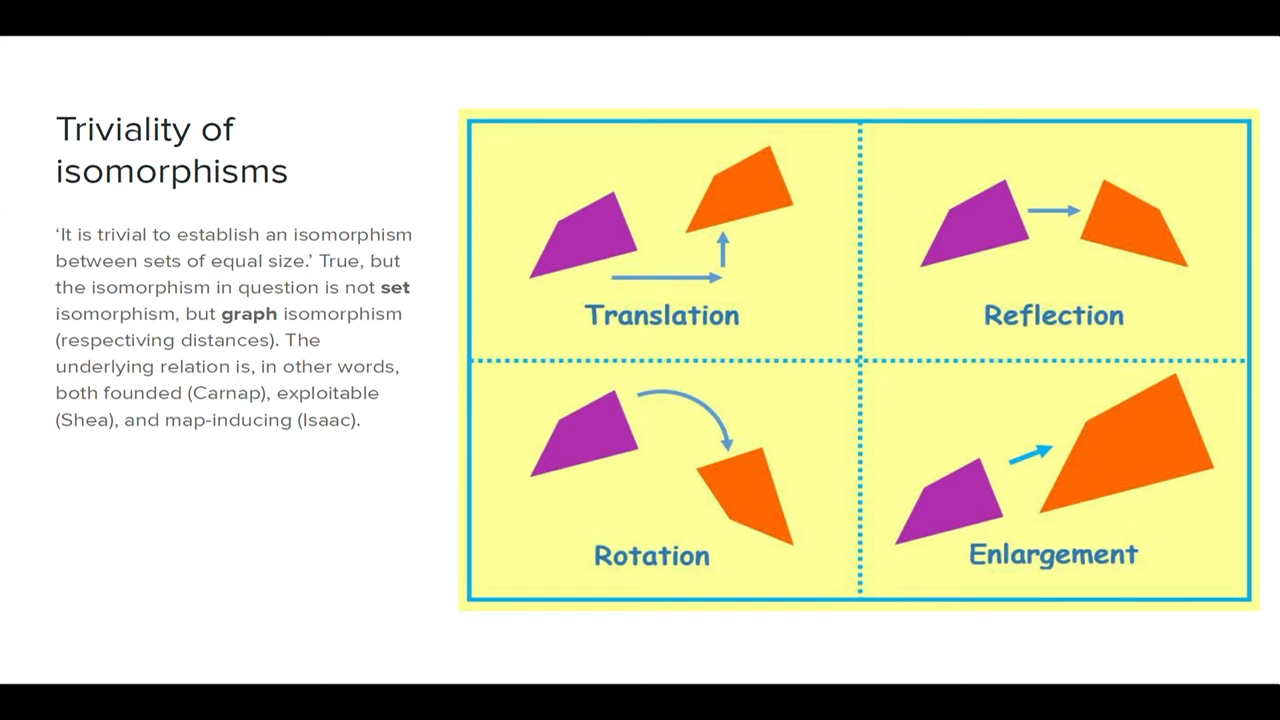 Triviality of
isomorphisms
‘It is trivial to establish an isomorphism
between sets of equal size.’ True, but
the isomorphism in question is not set
isomorphism, but graph isomorphism
(respectiving distances). The
underlying relation is, in other words,
both founded (Carnap), exploitable
(Shea), and map-inducing (Isaac).
Translation
Reflection
Rotation
Enlargement